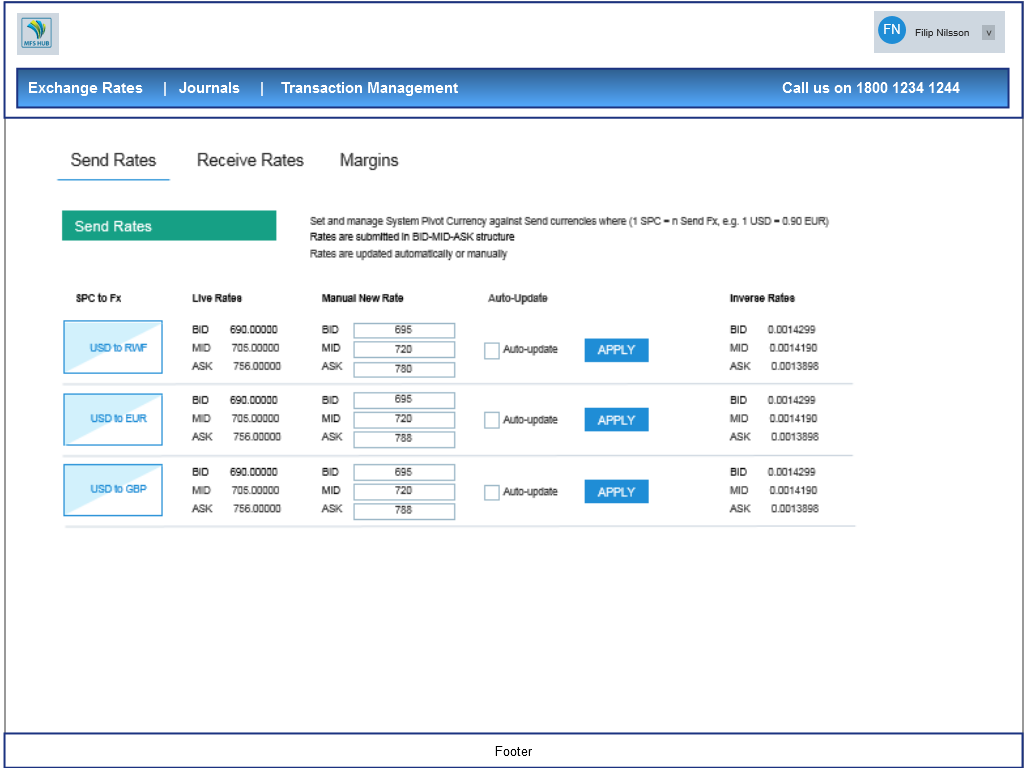 MFS HUB
FN Filip Nilsson v
Exchange Rates | Journals | Transaction Management Call us on 1800 1234 1244
Send Rates Receive Rates Margins
Send Rates
Set and manage System Pivot Currency against Send currencies where (1 SPC = n Send Fx, e.g. 1 USD = 0.90 EUR)
Rates are submitted in BID-MID-ASK structure
Rates are updated automatically or manually
SPC to Fx Live Rates Manual New Rate Auto-Update Inverse Rates
BID 690.00000 BID 695 BID 0.0014299
USD to RWF MID 705.00000 MID 720 Auto-update APPLY MID 0.0014190
ASK 756.00000 ASK 780 ASK 0.0013898
BID 690.00000 BID 695 BID 0.0014299
USD to EUR MID 705.00000 MID 720 Auto-update APPLY MID 0.0014190
ASK 756.00000 ASK 788 ASK 0.0013898
BID 690.00000 BID 695 BID 0.0014299
USD to GBP MID 705.00000 MID 720 Auto-update APPLY MID 0.0014190
ASK 756.00000 ASK 788 ASK 0.0013898
Footer